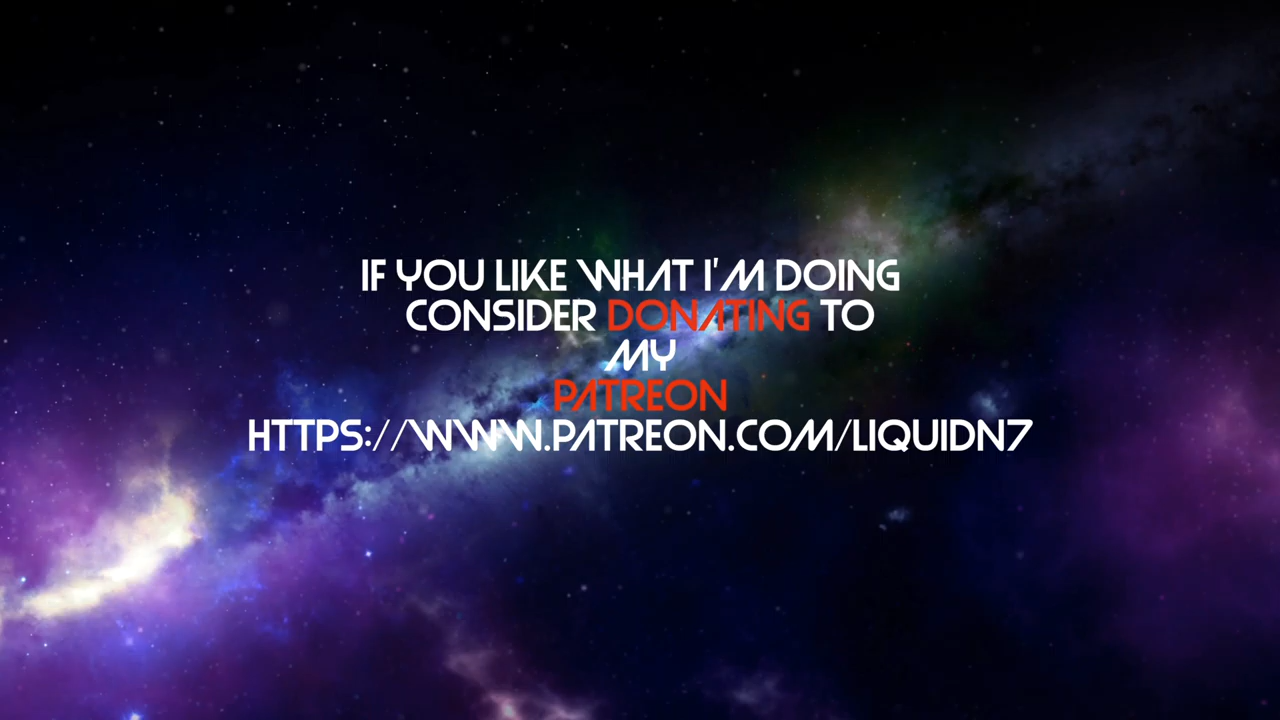 IF YOU LIKE WHAT I'M DOING
CONSIDER DONATING TO
MY
PATREON
HTTPS://WWW.PATREON.COM/LIQUIDN7